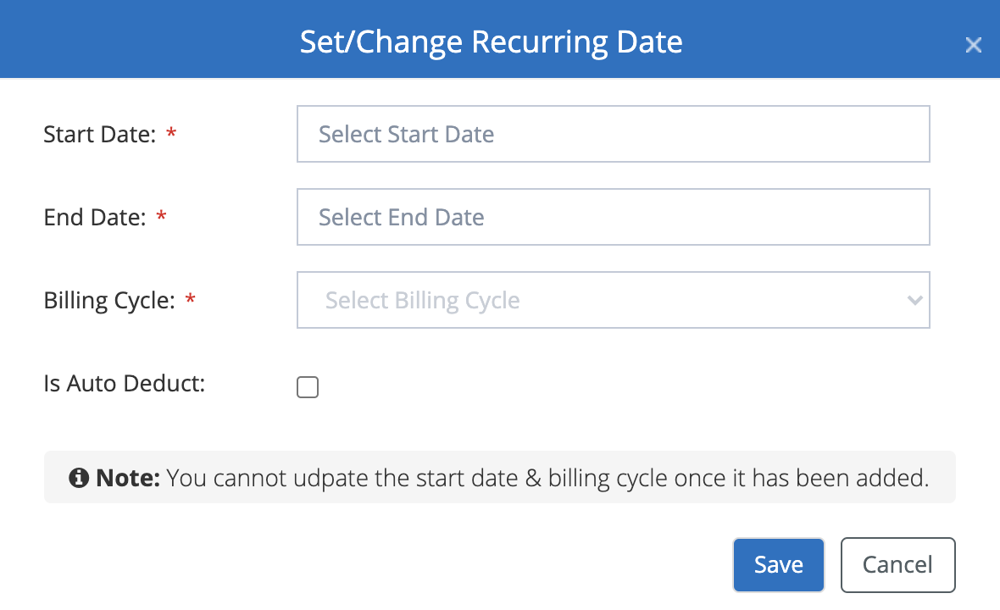 Set/Change Recurring Date
×
Start Date: * Select Start Date
End Date: * Select End Date
Billing Cycle: * Select Billing Cycle
Is Auto Deduct:
Note: You cannot udpate the start date & billing cycle once it has been added.
Save Cancel